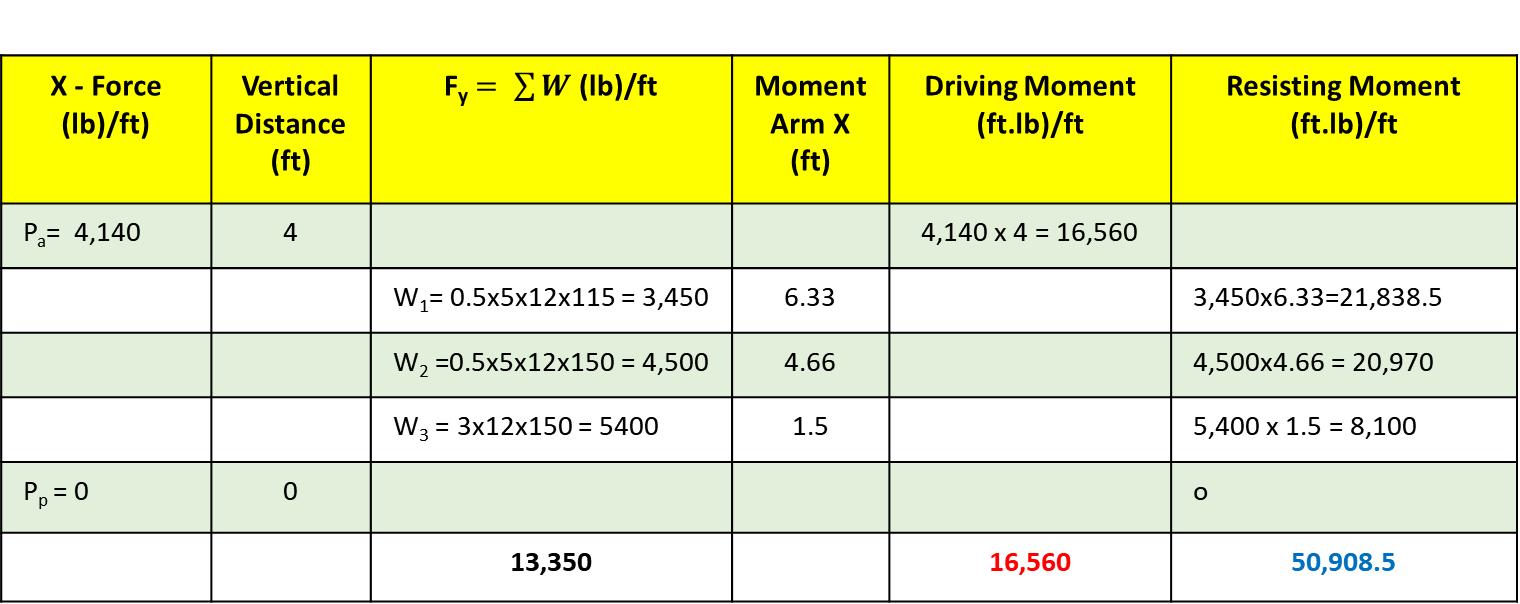 X - Force (lb)/ft)
Vertical Distance (ft)
Fy = ∑W (lb)/ft
Moment Arm X (ft)
Driving Moment (ft.lb)/ft
Resisting Moment (ft.lb)/ft
Pa= 4,140 4 4,140 x 4 = 16,560
W1= 0.5x5x12x115 = 3,450 6.33 3,450x6.33=21,838.5
W2 =0.5x5x12x150 = 4,500 4.66 4,500x4.66 = 20,970
W3 = 3x12x150 = 5400 1.5 5,400 x 1.5 = 8,100
Pp = 0 0 o
13,350 16,560 50,908.5